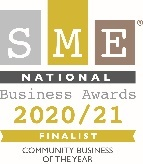 SME®
NATIONAL
Business Awards
2020/21
FINALIST
COMMUNITY BUSINESS
OF THE YEAR